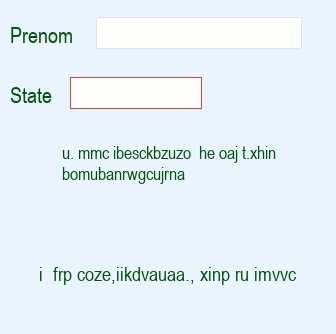 Prenom
State
u. mmc ibesckbzuzo  he oaj t.xhin
bomubanrwgcujrna
i  frp coze,iikdvauaa., xinp ru imvvc